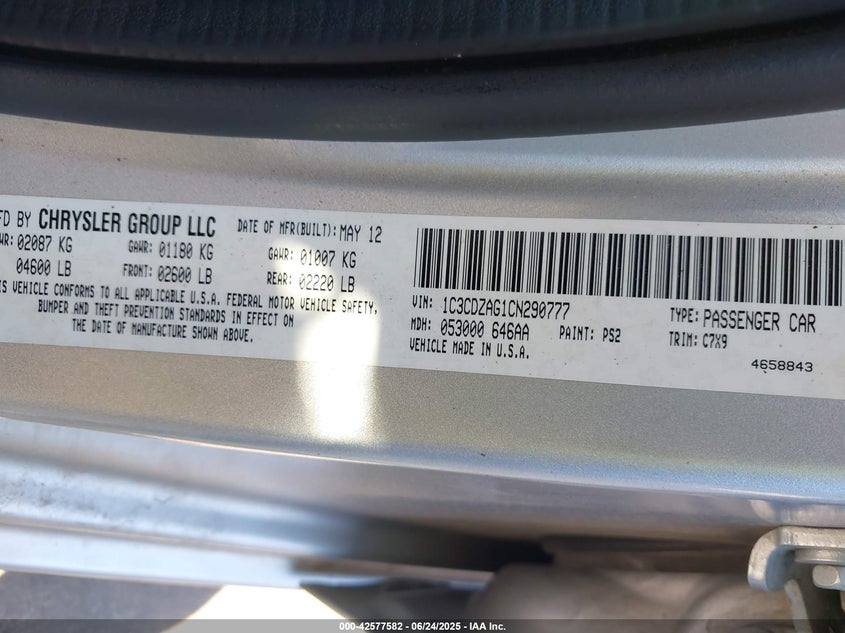 FD BY CHRYSLER GROUP LLC DATE OF MFR(BUILT): MAY 12
WR: 02087 KG GAWR: 01180 KG GAWR: 01007 KG
04600 LB FRONT: 02600 LB REAR: 02220 LB
IS VEHICLE CONFORMS TO ALL APPLICABLE U.S.A. FEDERAL MOTOR VEHICLE SAFETY,
BUMPER AND THEFT PREVENTION STANDARDS IN EFFECT ON
THE DATE OF MANUFACTURE SHOWN ABOVE.
VIN: 1C3CDZAG1CN290777 TYPE: PASSENGER CAR
MDH: 053000 646AA PAINT: PS2 TRIM: C7X9
VEHICLE MADE IN U.S.A. 4658843
000-42577582 - 06/24/2025 - IAA Inc.